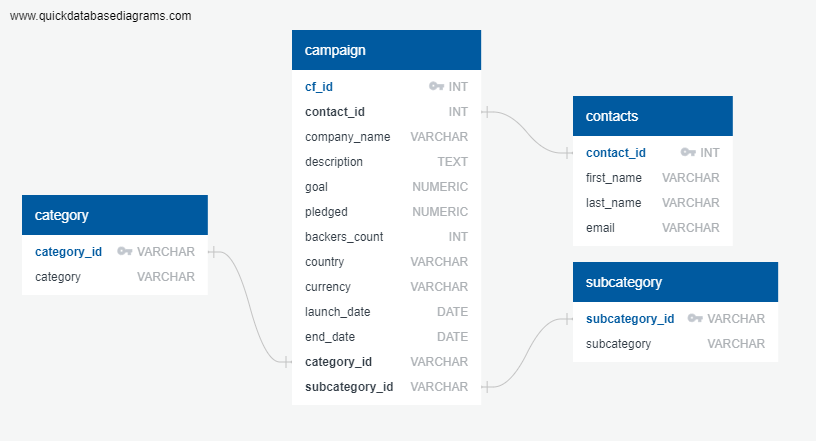 www.quickdatabasediagrams.com
campaign
cf_id INT
contact_id INT
company_name VARCHAR
description TEXT
goal NUMERIC
pledged NUMERIC
backers_count INT
country VARCHAR
currency VARCHAR
launch_date DATE
end_date DATE
category_id VARCHAR
subcategory_id VARCHAR
contacts
contact_id INT
first_name VARCHAR
last_name VARCHAR
email VARCHAR
category
category_id VARCHAR
category VARCHAR
subcategory
subcategory_id VARCHAR
subcategory VARCHAR